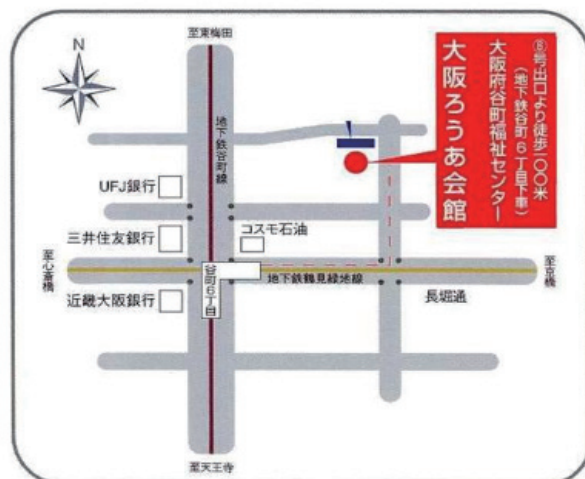 至東梅田
N
地下鉄谷町線
⑧号出口より徒歩一〇〇米
(地下鉄谷町6丁目下車)
大阪府谷町福祉センター
大阪ろうあ会館
UFJ銀行
三井住友銀行
コスモ石油
至心斎橋
谷町6丁目
地下鉄鶴見緑地線
至京橋
近畿大阪銀行
長堀通
至天王寺